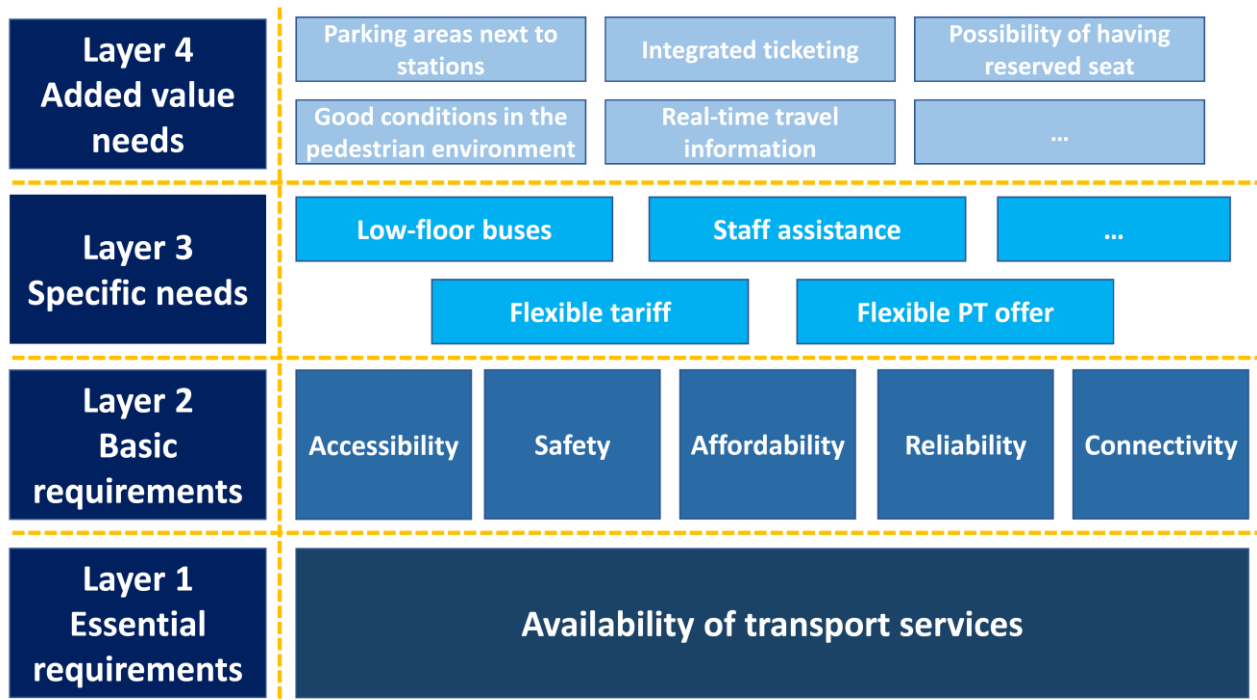 Layer 4
Added value
needs
Parking areas next to
stations
Integrated ticketing
Possibility of having
reserved seat
Good conditions in the
pedestrian environment
Real-time travel
information
...
Layer 3
Specific needs
Low-floor buses
Staff assistance
...
Flexible tariff
Flexible PT offer
Layer 2
Basic
requirements
Accessibility
Safety
Affordability
Reliability
Connectivity
Layer 1
Essential
requirements
Availability of transport services